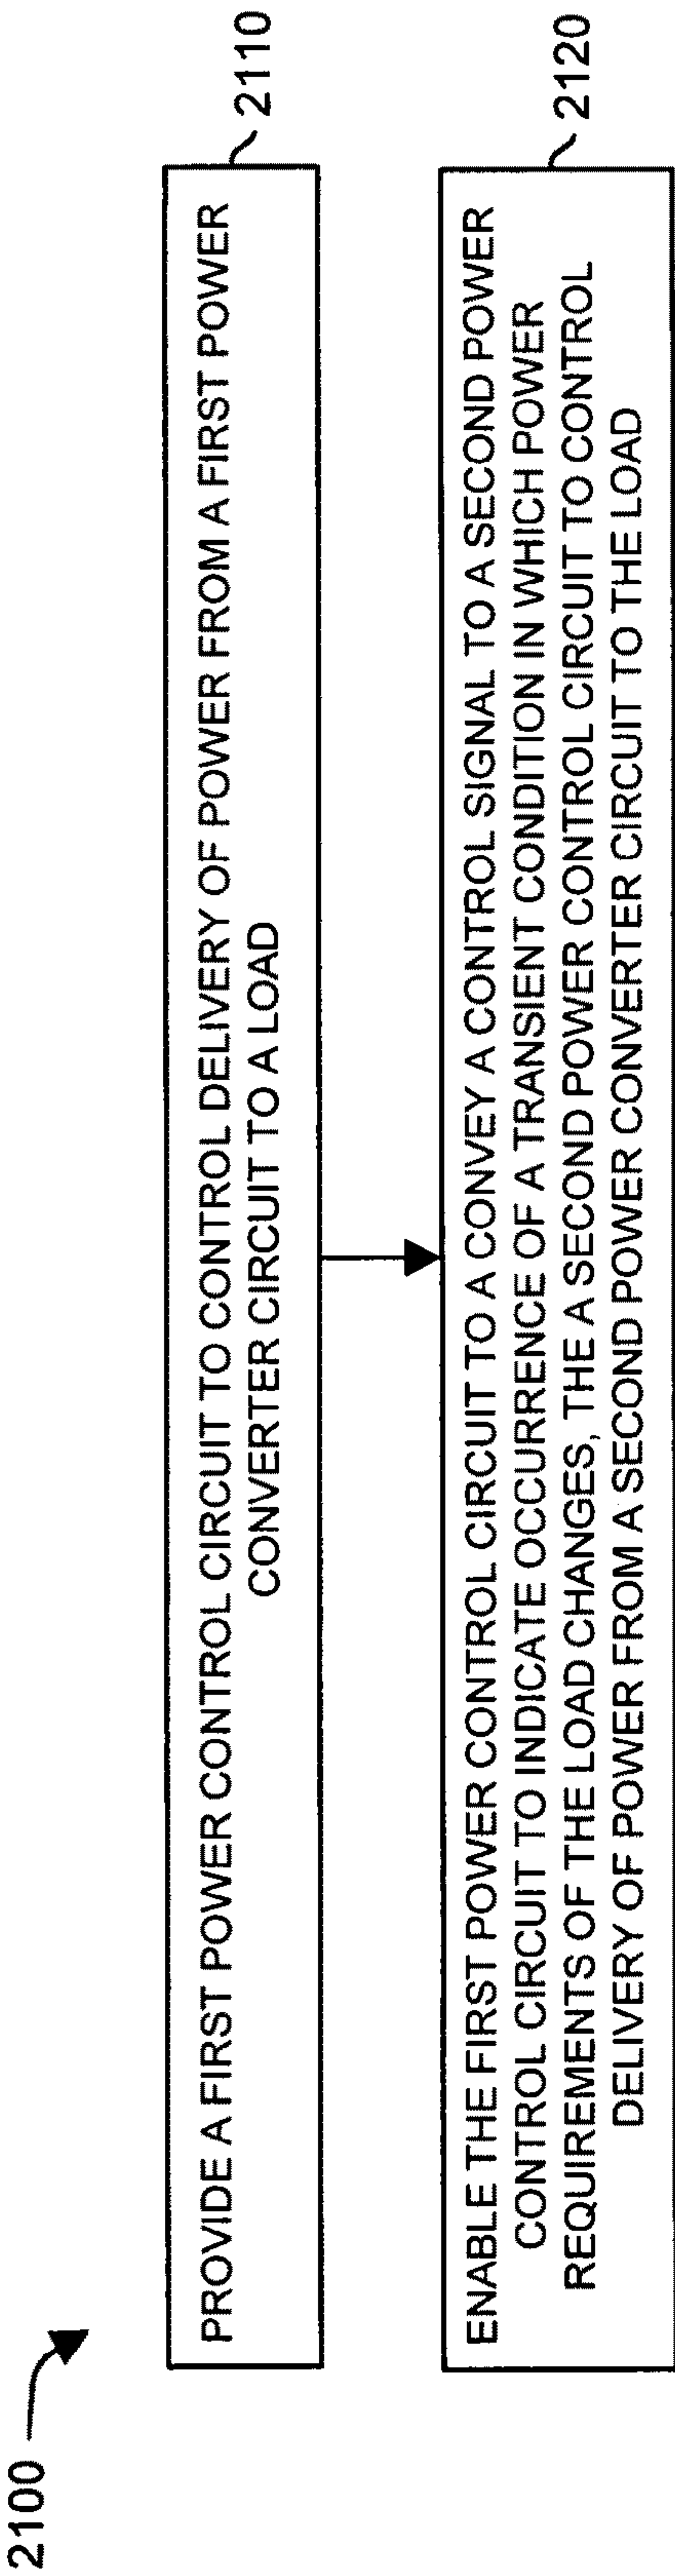 2100
PROVIDE A FIRST POWER CONTROL CIRCUIT TO CONTROL DELIVERY OF POWER FROM A FIRST POWER
CONVERTER CIRCUIT TO A LOAD
2110
ENABLE THE FIRST POWER CONTROL CIRCUIT TO A CONVEY A CONTROL SIGNAL TO A SECOND POWER
CONTROL CIRCUIT TO INDICATE OCCURRENCE OF A TRANSIENT CONDITION IN WHICH POWER
REQUIREMENTS OF THE LOAD CHANGES, THE A SECOND POWER CONTROL CIRCUIT TO CONTROL
DELIVERY OF POWER FROM A SECOND POWER CONVERTER CIRCUIT TO THE LOAD
2120